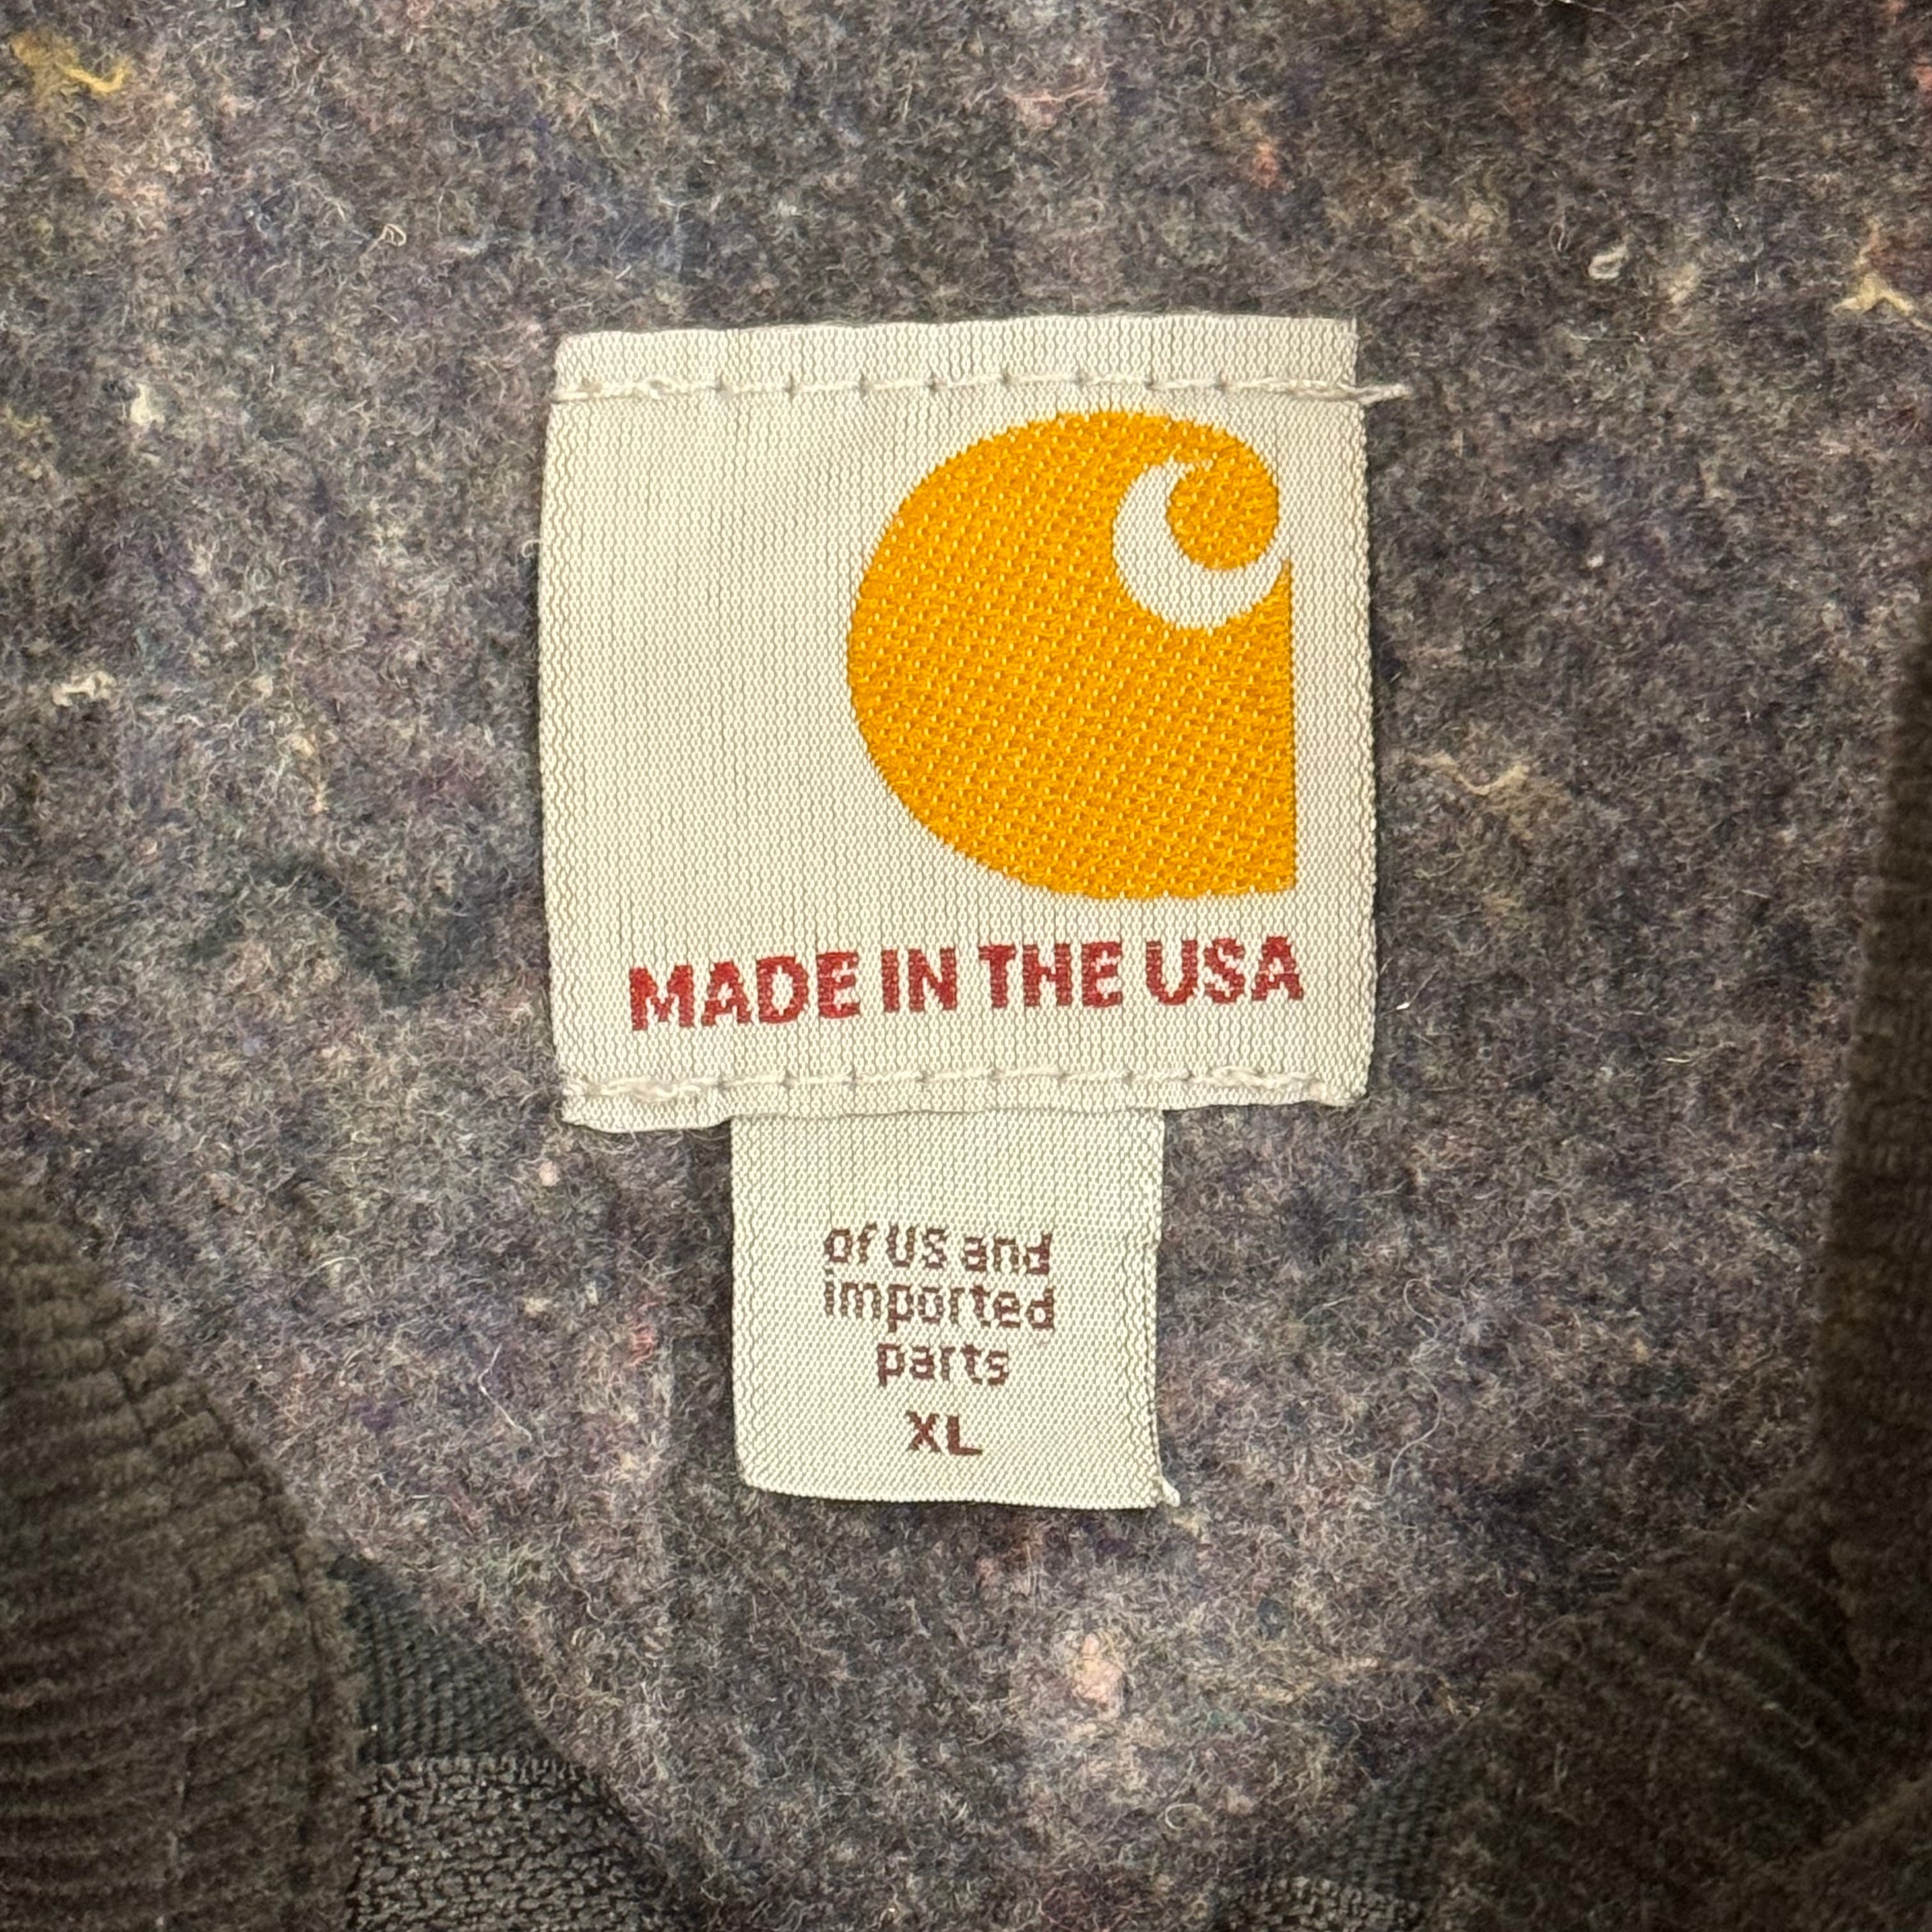 MADE IN THE USA
of US and
imported
parts
XL